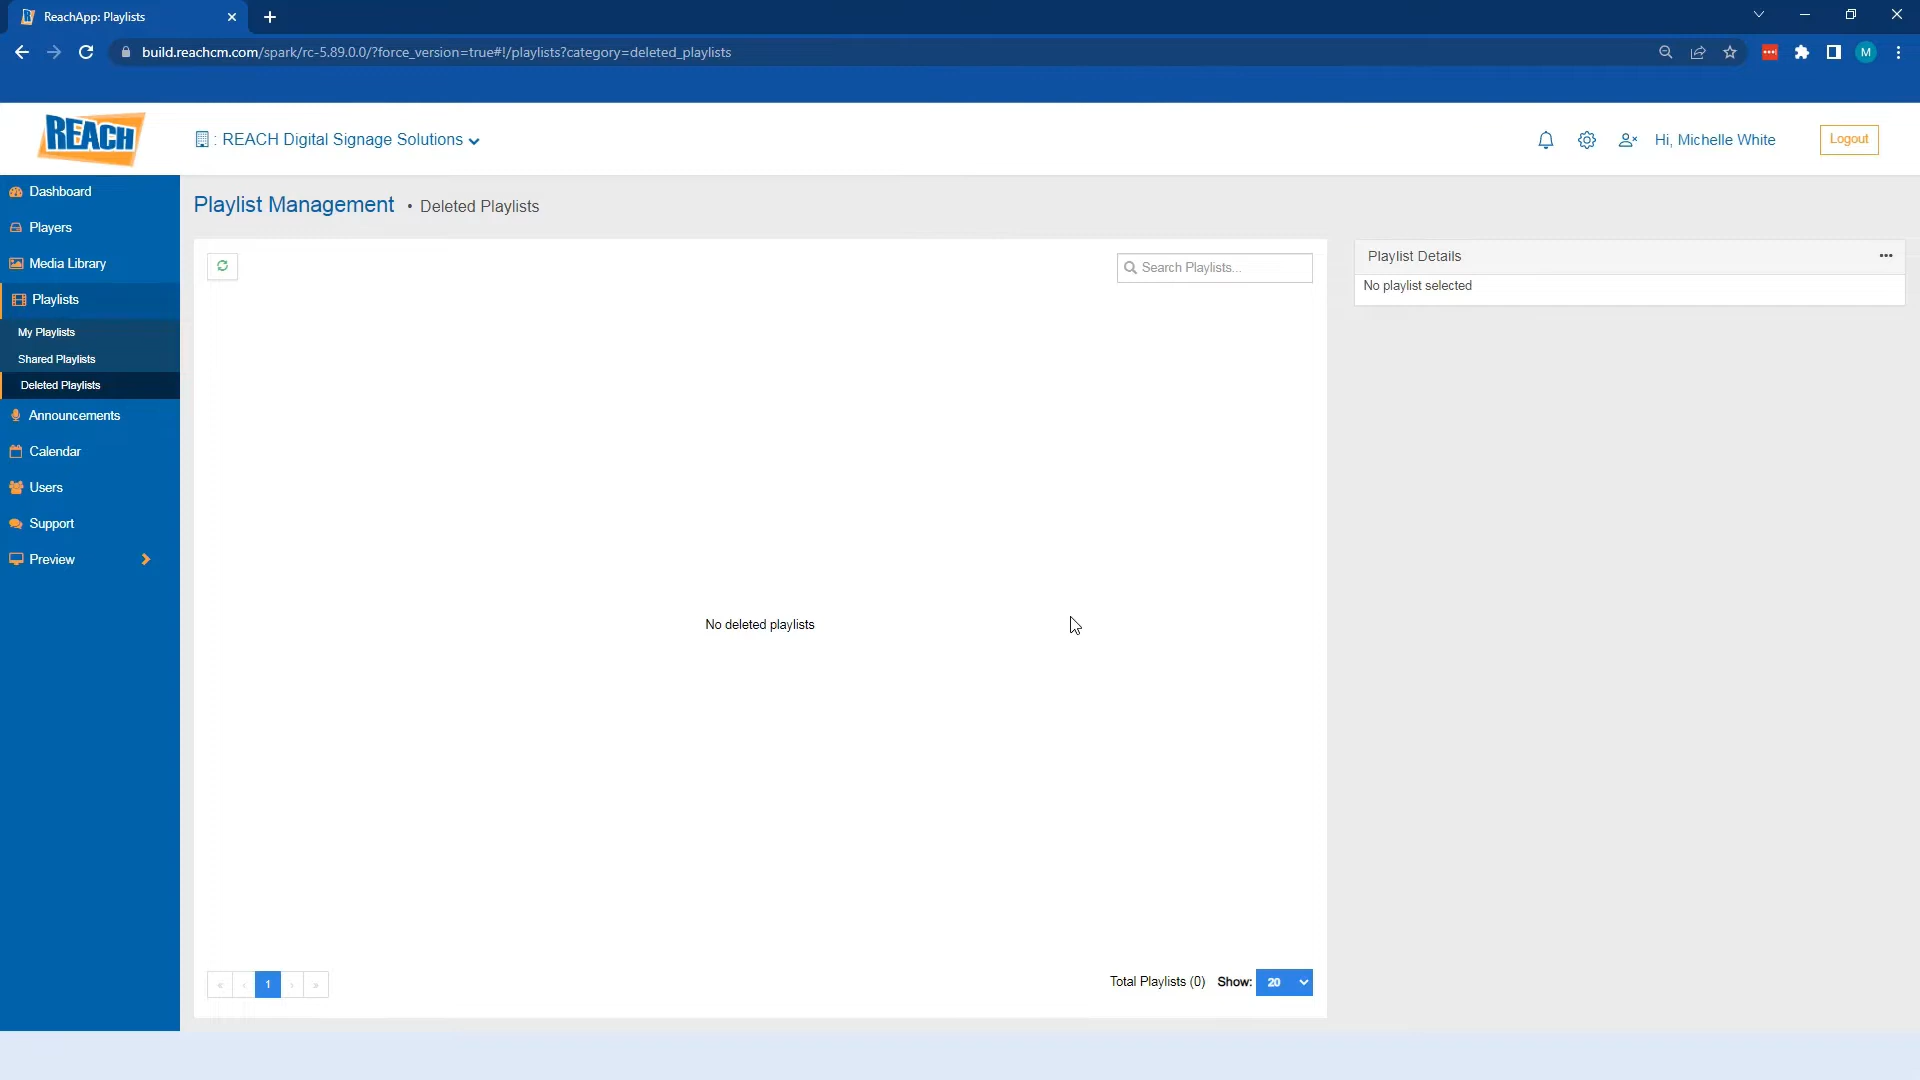 ReachApp: Playlists
build.reachcm.com/spark/rc-5.89.0.0/?force_version=true#!/playlists?category=deleted_playlists
M
REACH
: REACH Digital Signage Solutions
Hi, Michelle White
Logout
Dashboard
Players
Media Library
Playlists
My Playlists
Shared Playlists
Deleted Playlists
Announcements
Calendar
Users
Support
Preview
Playlist Management • Deleted Playlists
Search Playlists...
No deleted playlists
« ‹ 1 › »
Total Playlists (0) Show: 20
Playlist Details
No playlist selected